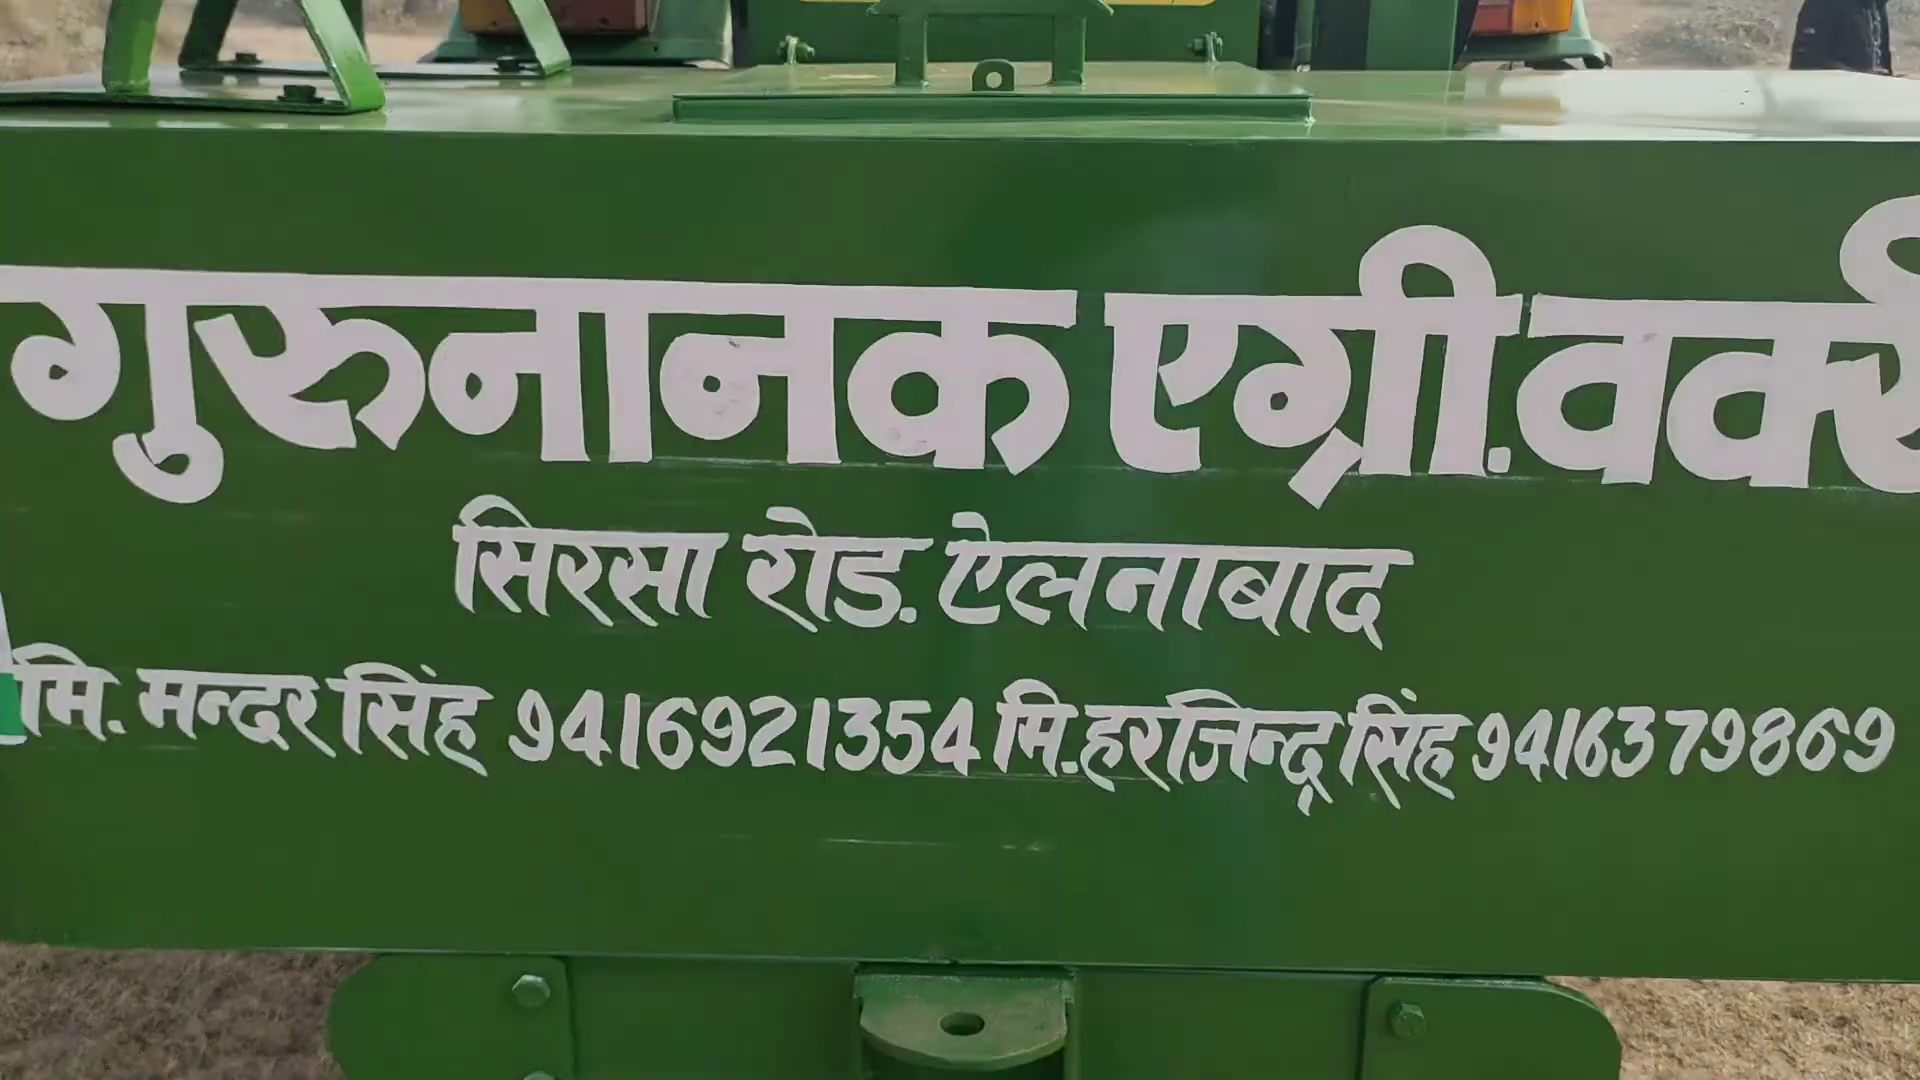 गुरुनानक एग्री.वर्क
सिरसा रोड. ऐलनाबाद
मि. मन्दर सिंह 9416921354 मि.हरजिन्द्र सिंह 9416379869